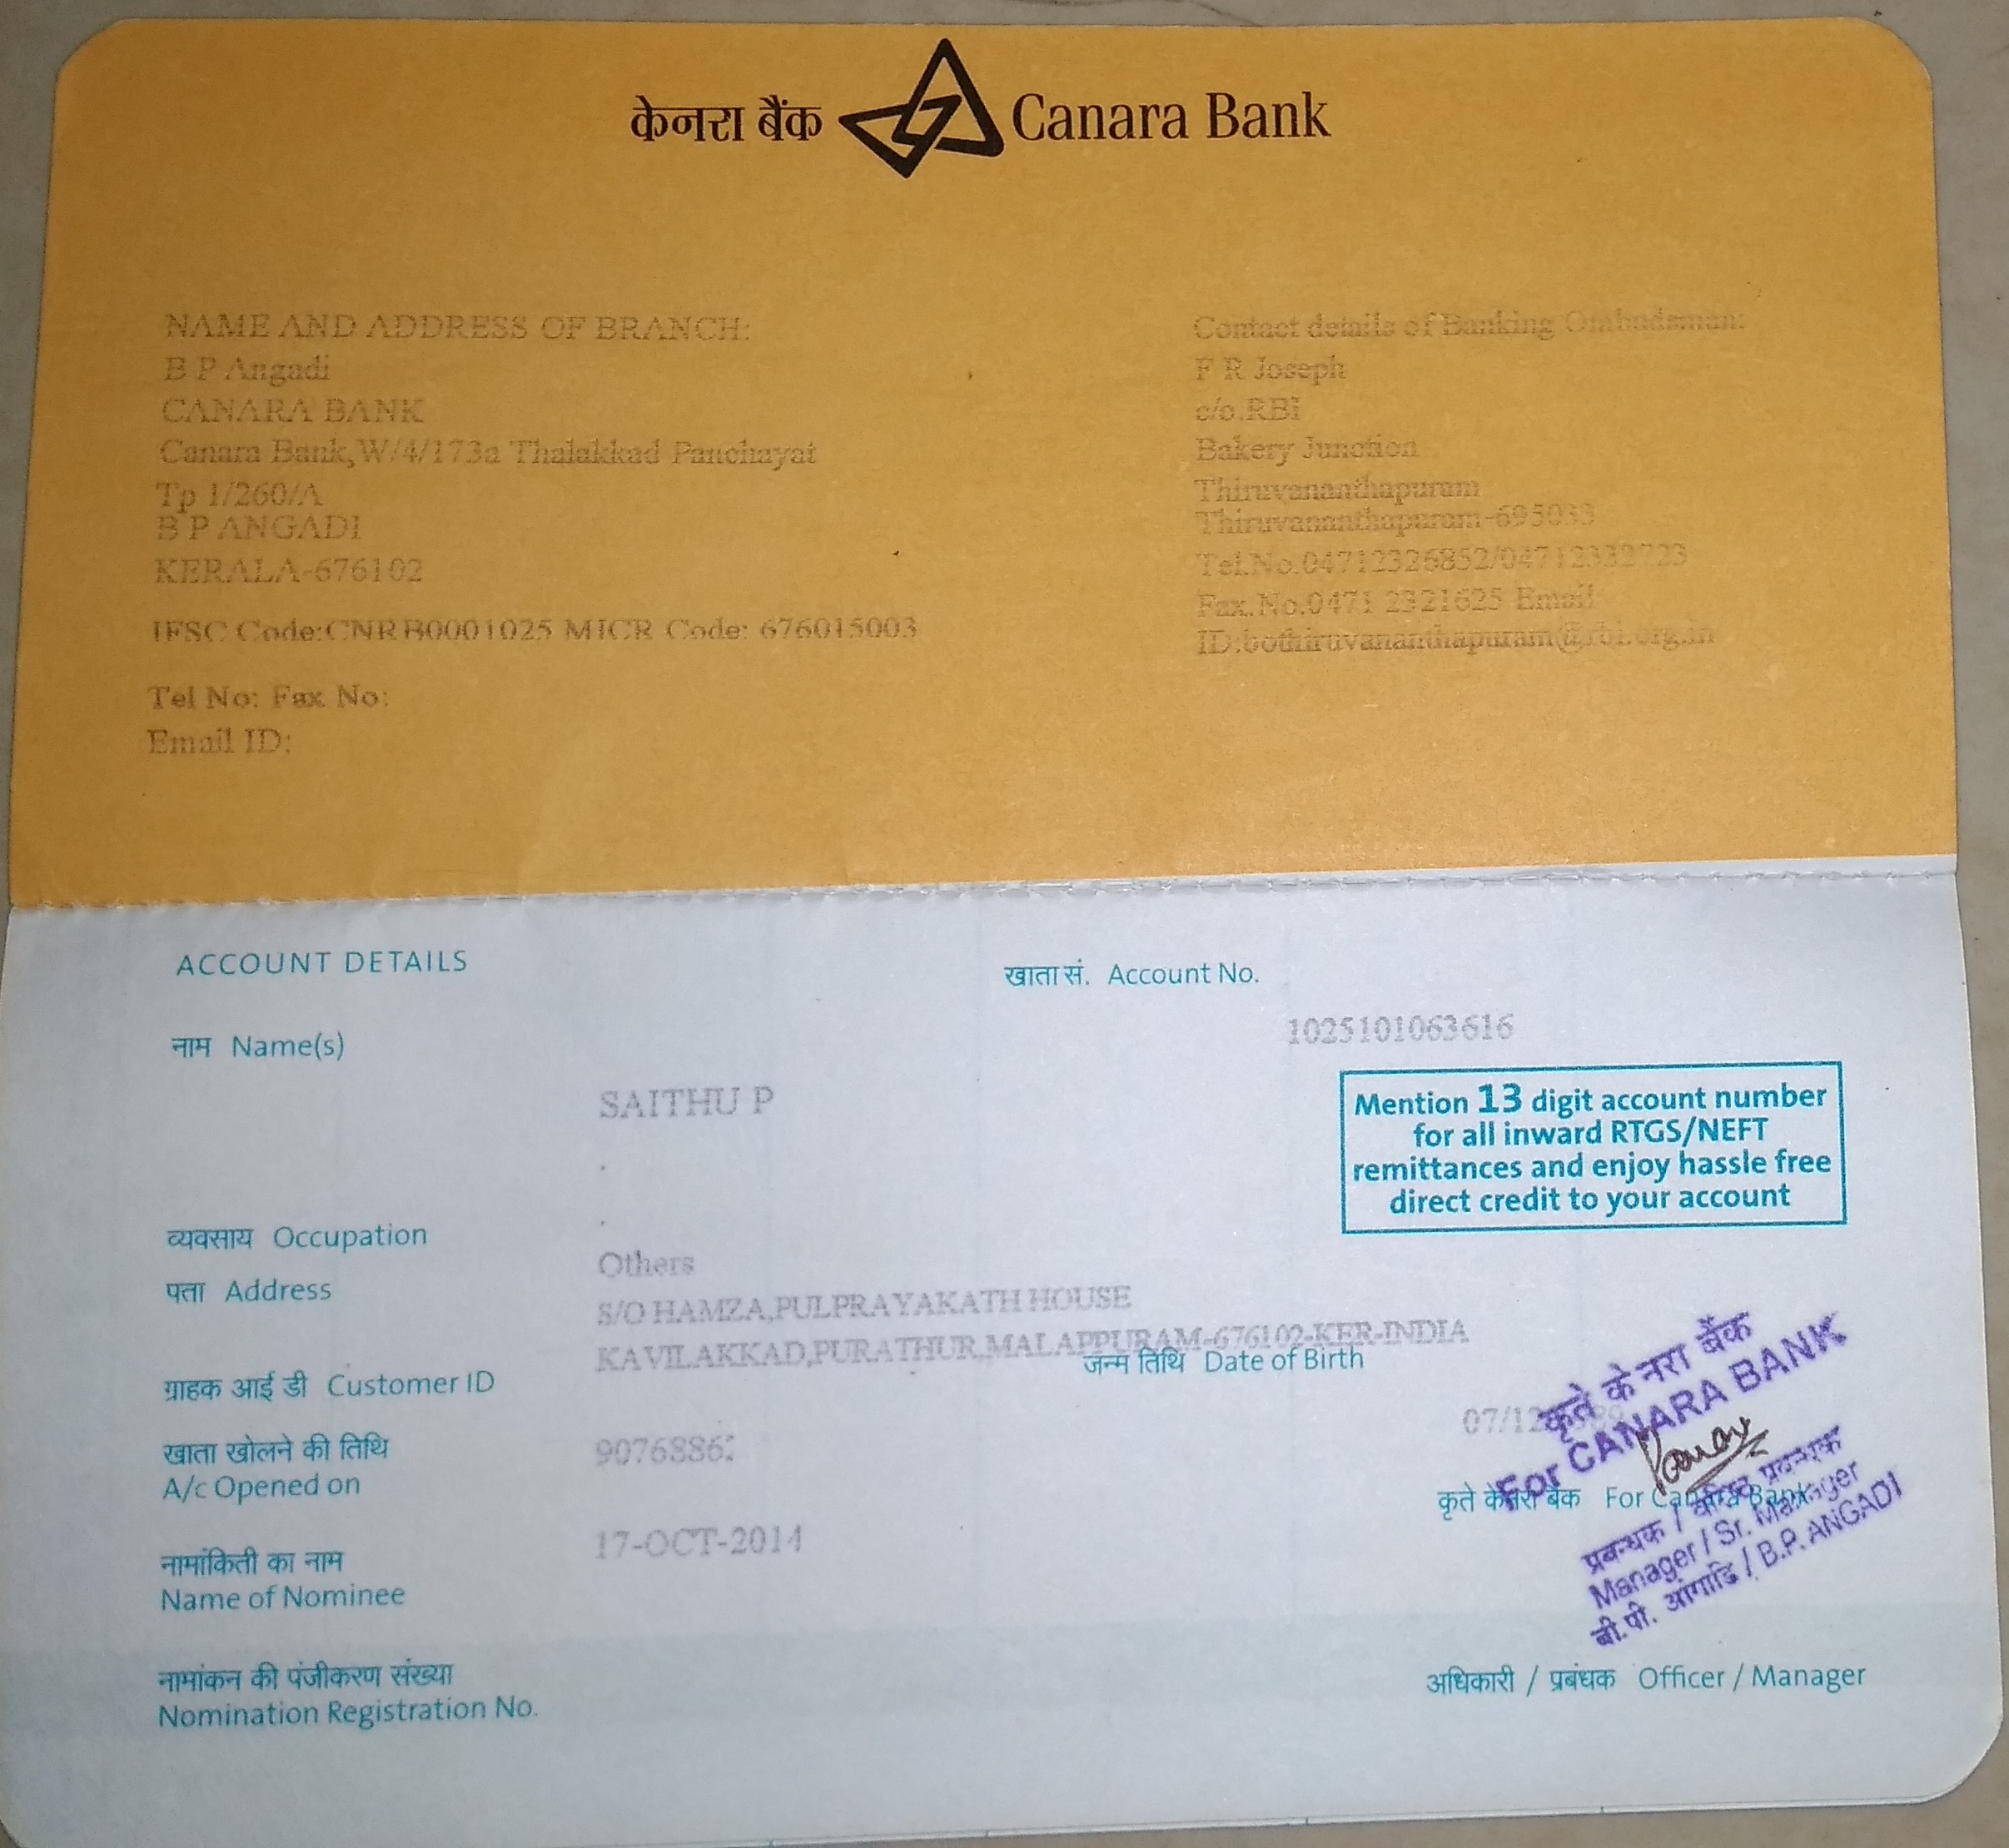 केनरा बैंक Canara Bank
NAME AND ADDRESS OF BRANCH:
B P Angadi
CANARA BANK
Canara Bank,W/4/173a Thalakkad Panchayat
Tp 1/260/A
B P ANGADI
KERALA-676102
IFSC Code:CNRB0001025 MICR Code: 676015003
Tel No: Fax No:
Email ID:
Contact details of Banking Ombudsman:
F R Joseph
c/o.RBI
Bakery Junction
Thiruvananthapuram
Thiruvananthapuram-695033
Tel.No.04712326852/04712332723
Fax.No.0471 2321625 Email
ID:bothiruvananthapuram@rbi.org.in
ACCOUNT DETAILS
खाता सं. Account No.
1025101063616
नाम Name(s)
SAITHU P
Mention 13 digit account number
for all inward RTGS/NEFT
remittances and enjoy hassle free
direct credit to your account
व्यवसाय Occupation
Others
पता Address
S/O HAMZA,PULPRAYAKATH HOUSE
KAVILAKKAD,PURATHUR,MALAPPURAM-676102-KER-INDIA
जन्म तिथि Date of Birth
ग्राहक आई डी Customer ID
खाता खोलने की तिथि
A/c Opened on
17-OCT-2014
नामांकिती का नाम
Name of Nominee
नामांकन की पंजीकरण संख्या
Nomination Registration No.
कृते केनरा बैंक
For CANARA BANK
कृते केनरा बैंक For Canara Bank
प्रबन्धक / वरिष्ठ प्रबन्धक
Manager / Sr. Manager
बी.पी. अंगाडि / B.P. ANGADI
अधिकारी / प्रबंधक Officer / Manager